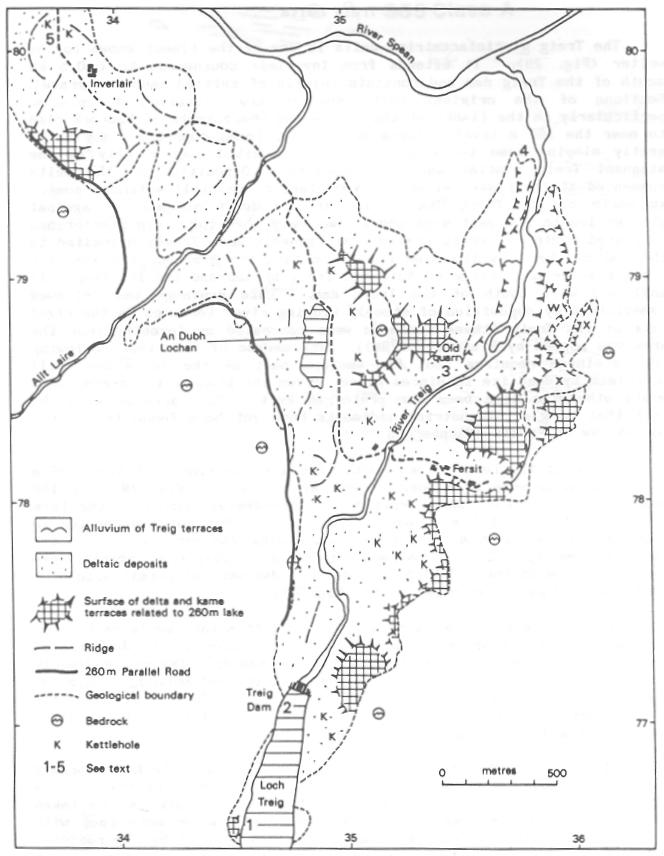 34
35
80
K
5
K
Inverlair
River Spean
80
4
79
K
K
79
K
An Dubh
Lochan
Old
quarry
3
K
K
Allt Laire
River Treig
K
Fersit
K
K
78
K
78
K
K
K
K
K
Alluvium of Treig terraces
Deltaic deposits
Surface of delta and kame
terraces related to 260m lake
Ridge
260m Parallel Road
Geological boundary
Bedrock
K Kettlehole
1-5 See text
Treig
Dam
2
K
K
K
77
0 metres 500
Loch
Treig
1
34
35
36